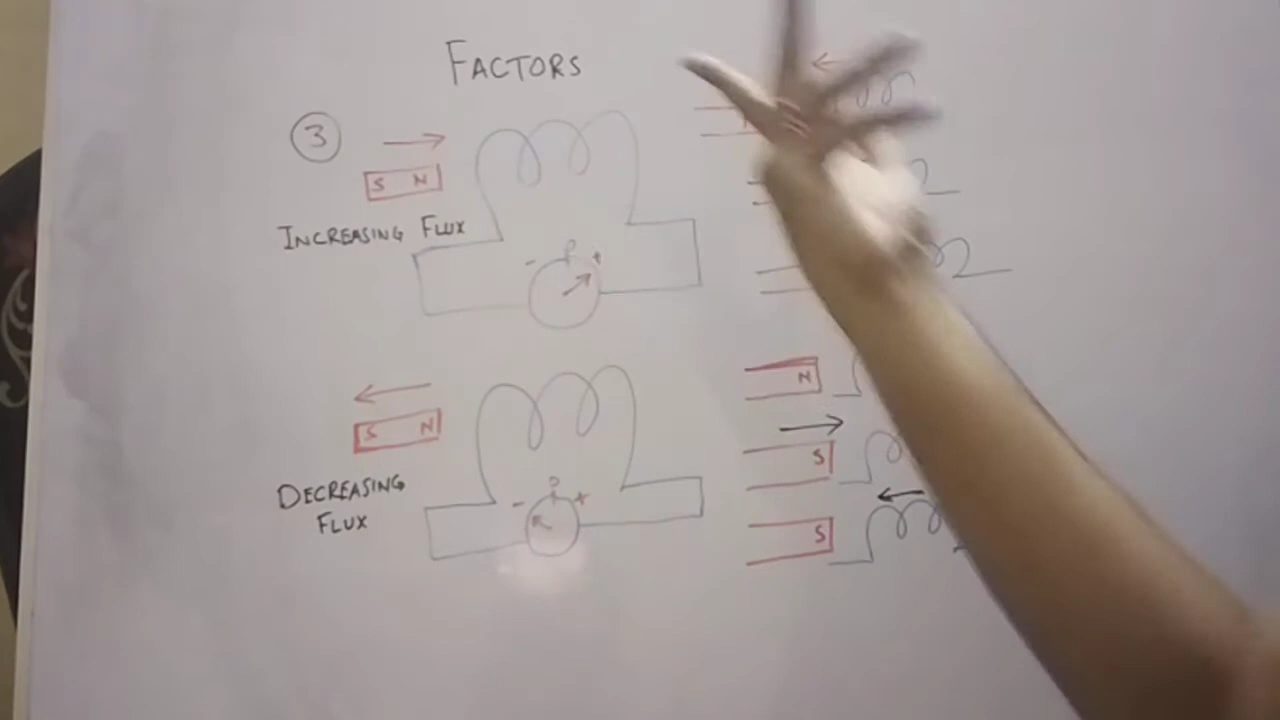 FACTORS
3
S N
INCREASING FLUX
- +
S N
DECREASING
FLUX
- +
N
S
S